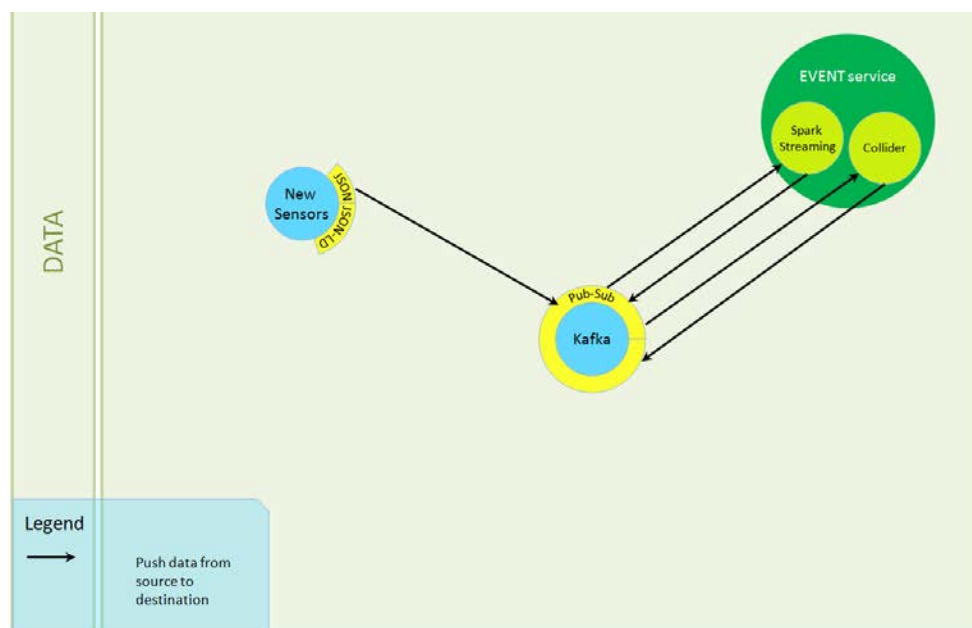 EVENT service
Spark
Streaming
Collider
New
Sensors
JSON-LD
DATA
Pub-Sub
Kafka
Legend
Push data from
source to
destination